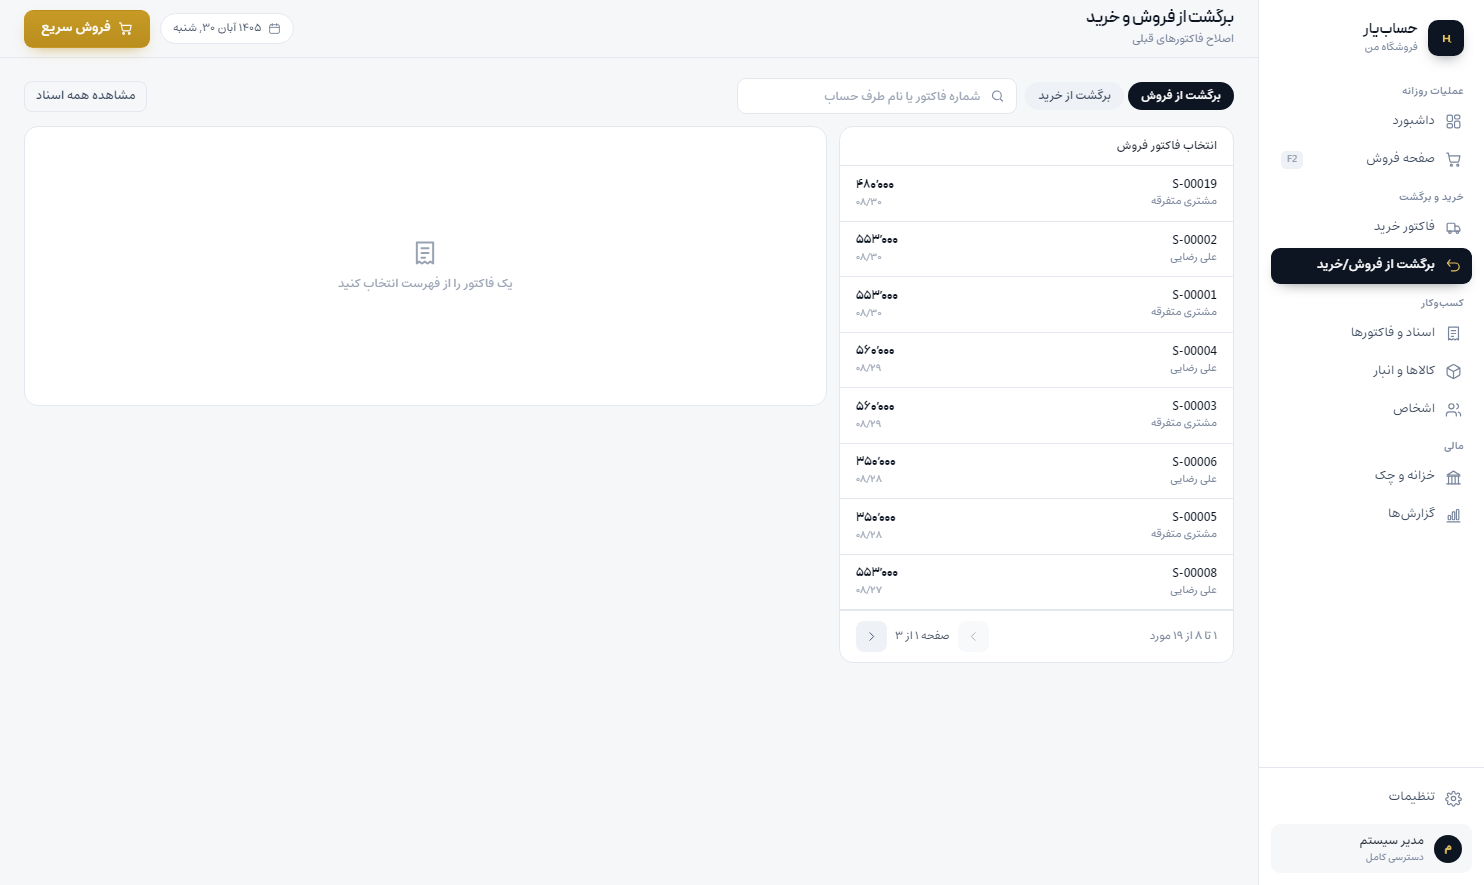 حساب‌یار
فروشگاه من
عملیات روزانه
داشبورد
صفحه فروش
F2
خرید و برگشت
فاکتور خرید
برگشت از فروش/خرید
کسب‌وکار
اسناد و فاکتورها
کالاها و انبار
اشخاص
مالی
خزانه و چک
گزارش‌ها
تنظیمات
م
مدیر سیستم
دسترسی کامل
برگشت از فروش و خرید
اصلاح فاکتورهای قبلی
۱۴۰۵ آبان ۳۰, شنبه
فروش سریع
برگشت از فروش
برگشت از خرید
شماره فاکتور یا نام طرف حساب
مشاهده همه اسناد
انتخاب فاکتور فروش
S-00019 ۴۸۰٬۰۰۰
مشتری متفرقه ۰۸/۳۰
S-00002 ۵۵۳٬۰۰۰
علی رضایی ۰۸/۳۰
S-00001 ۵۵۳٬۰۰۰
مشتری متفرقه ۰۸/۳۰
S-00004 ۵۶۰٬۰۰۰
علی رضایی ۰۸/۲۹
S-00003 ۵۶۰٬۰۰۰
مشتری متفرقه ۰۸/۲۹
S-00006 ۳۵۰٬۰۰۰
علی رضایی ۰۸/۲۸
S-00005 ۳۵۰٬۰۰۰
مشتری متفرقه ۰۸/۲۸
S-00008 ۵۵۳٬۰۰۰
علی رضایی ۰۸/۲۷
۱ تا ۸ از ۱۹ مورد
صفحه ۱ از ۳
یک فاکتور را از فهرست انتخاب کنید